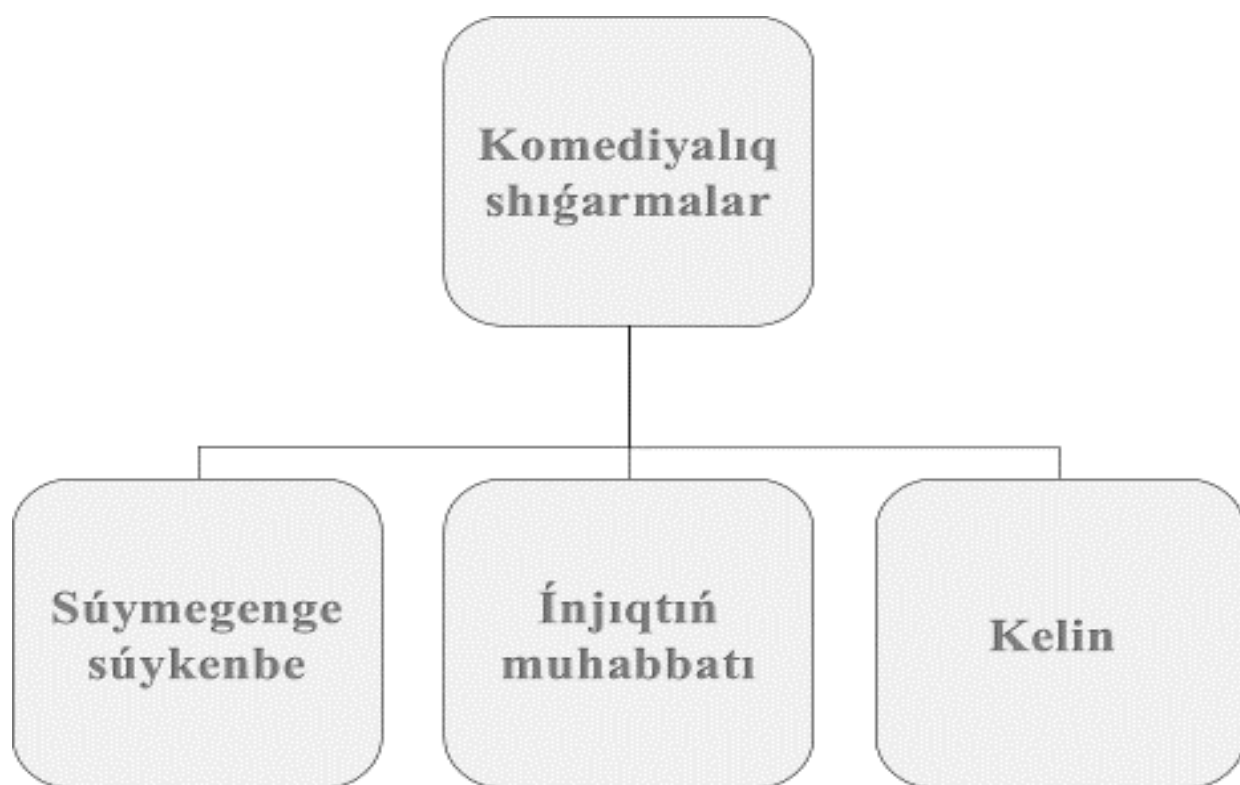 Komediyalıq
shıǵarmalar
Súymegenge
súykenbe
Ínjıqtıń
muhabbatı
Kelin